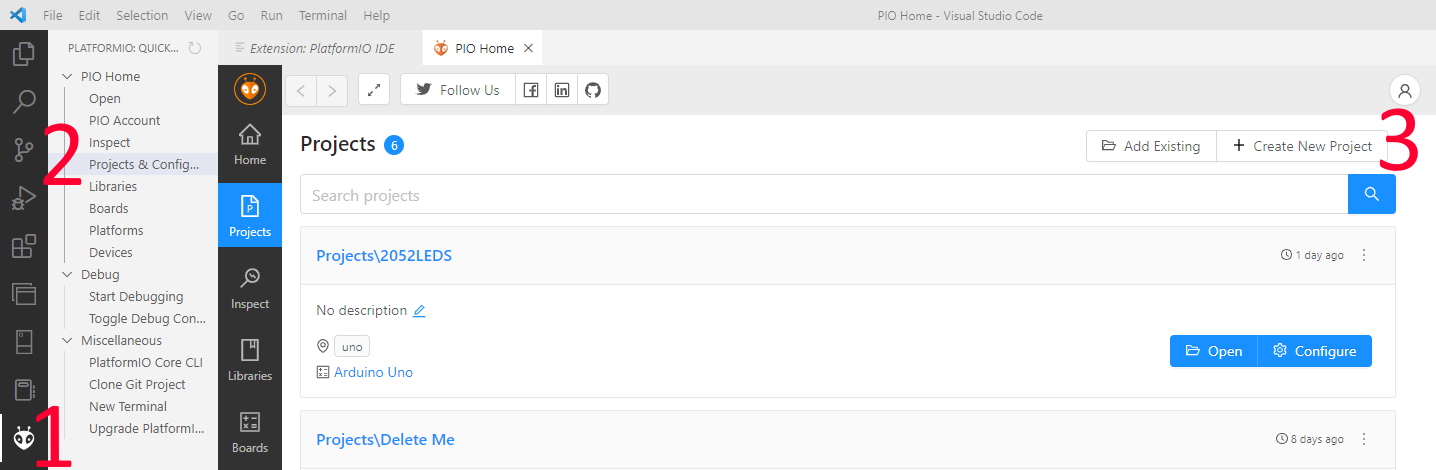 File Edit Selection View Go Run Terminal Help PIO Home - Visual Studio Code
PLATFORMIO: QUICK... Extension: PlatformIO IDE PIO Home
PIO Home
Open
PIO Account
Inspect
Projects & Config...
Libraries
Boards
Platforms
Devices
Debug
Start Debugging
Toggle Debug Con...
Miscellaneous
PlatformIO Core CLI
Clone Git Project
New Terminal
Upgrade PlatformI...
1
2
Home
Projects
Inspect
Libraries
Boards
Follow Us
Projects 6
Add Existing
Create New Project
3
Search projects
Projects\2052LEDS 1 day ago
No description
uno
Arduino Uno
Open Configure
Projects\Delete Me 8 days ago